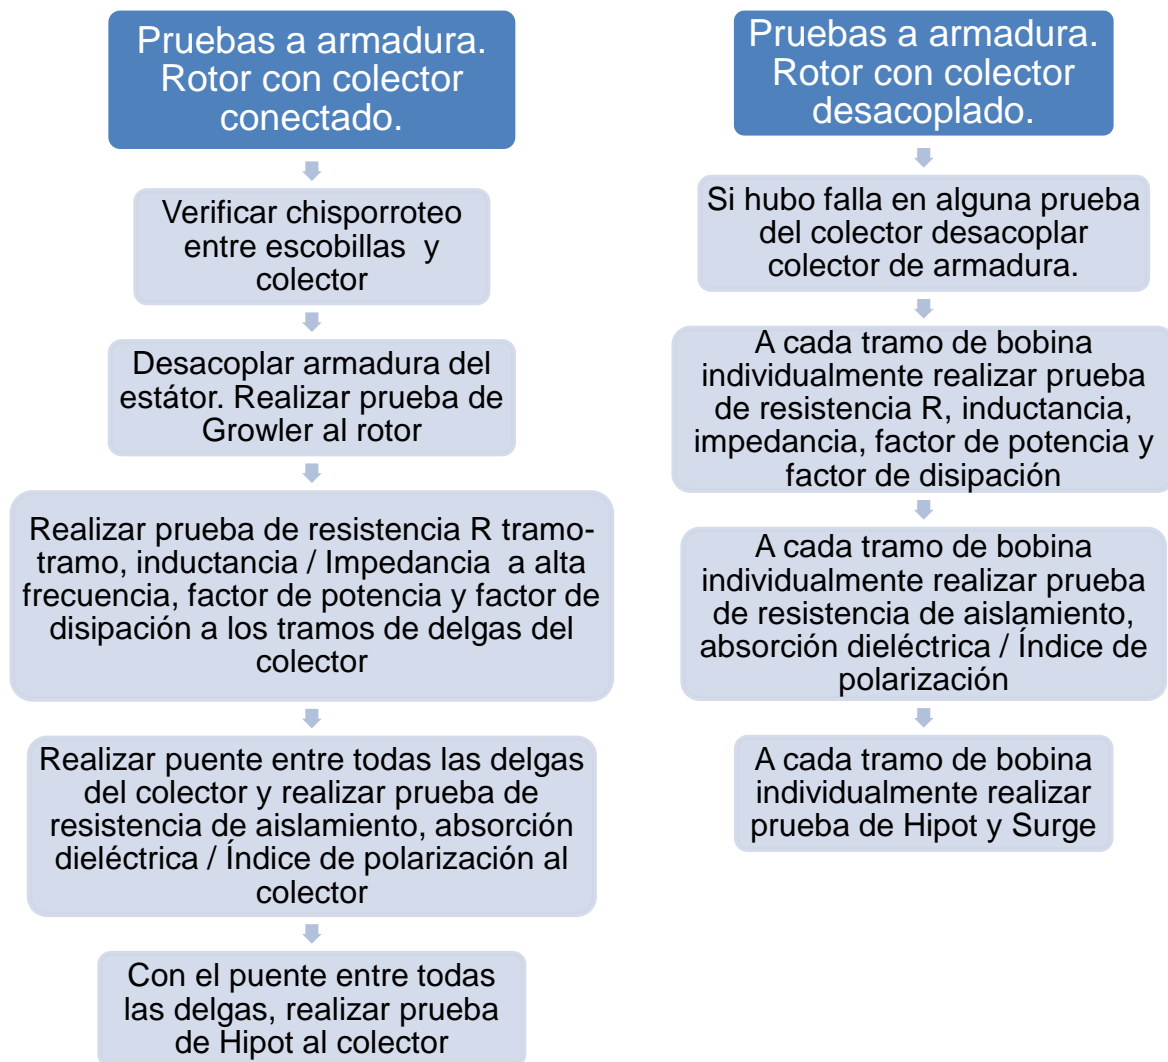 Pruebas a armadura.
Rotor con colector
conectado.
Verificar chisporroteo
entre escobillas y
colector
Desacoplar armadura del
estátor. Realizar prueba de
Growler al rotor
Realizar prueba de resistencia R tramo-
tramo, inductancia / Impedancia a alta
frecuencia, factor de potencia y factor de
disipación a los tramos de delgas del
colector
Realizar puente entre todas las delgas
del colector y realizar prueba de
resistencia de aislamiento, absorción
dieléctrica / Índice de polarización al
colector
Con el puente entre todas
las delgas, realizar prueba
de Hipot al colector
Pruebas a armadura.
Rotor con colector
desacoplado.
Si hubo falla en alguna prueba
del colector desacoplar
colector de armadura.
A cada tramo de bobina
individualmente realizar prueba
de resistencia R, inductancia,
impedancia, factor de potencia y
factor de disipación
A cada tramo de bobina
individualmente realizar prueba
de resistencia de aislamiento,
absorción dieléctrica / Índice de
polarización
A cada tramo de bobina
individualmente realizar
prueba de Hipot y Surge